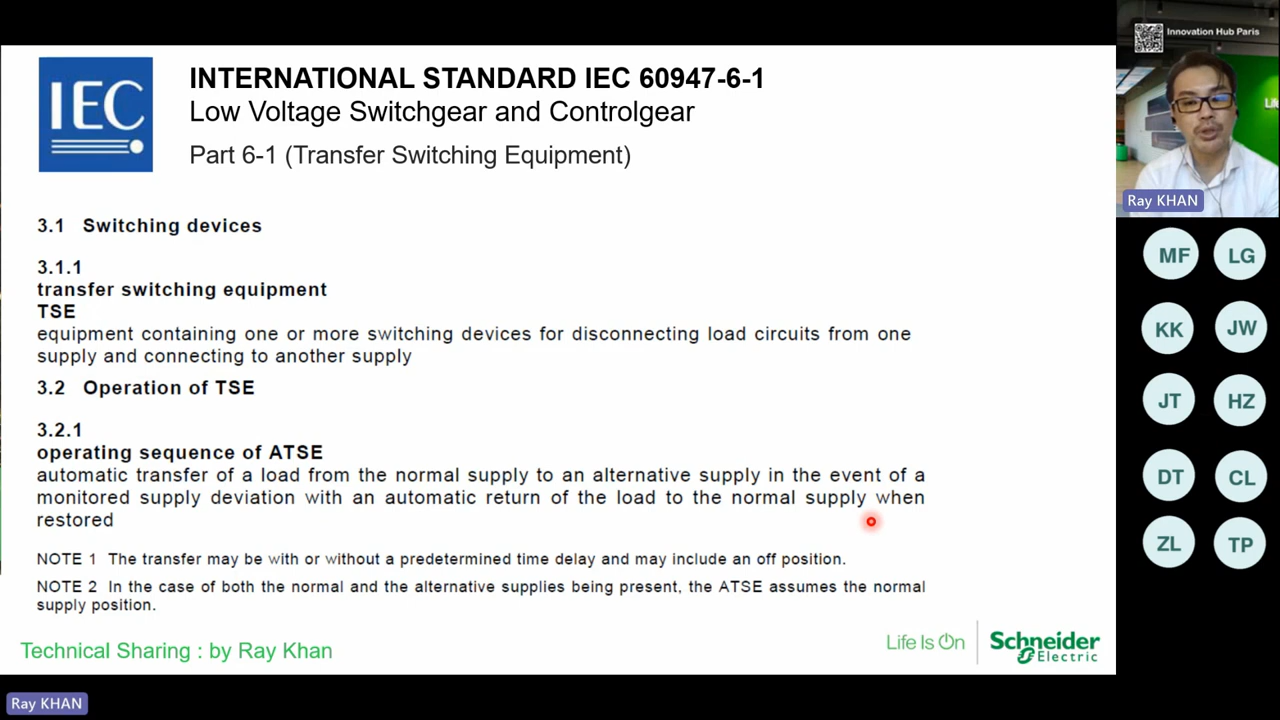 IEC
INTERNATIONAL STANDARD IEC 60947-6-1
Low Voltage Switchgear and Controlgear
Part 6-1 (Transfer Switching Equipment)
3.1 Switching devices
3.1.1
transfer switching equipment
TSE
equipment containing one or more switching devices for disconnecting load circuits from one
supply and connecting to another supply
3.2 Operation of TSE
3.2.1
operating sequence of ATSE
automatic transfer of a load from the normal supply to an alternative supply in the event of a
monitored supply deviation with an automatic return of the load to the normal supply when
restored
NOTE 1 The transfer may be with or without a predetermined time delay and may include an off position.
NOTE 2 In the case of both the normal and the alternative supplies being present, the ATSE assumes the normal
supply position.
Technical Sharing : by Ray Khan
Life Is On
Schneider
Electric
Ray KHAN
Innovation Hub Paris
Ray KHAN
MF LG
KK JW
JT HZ
DT CL
ZL TP